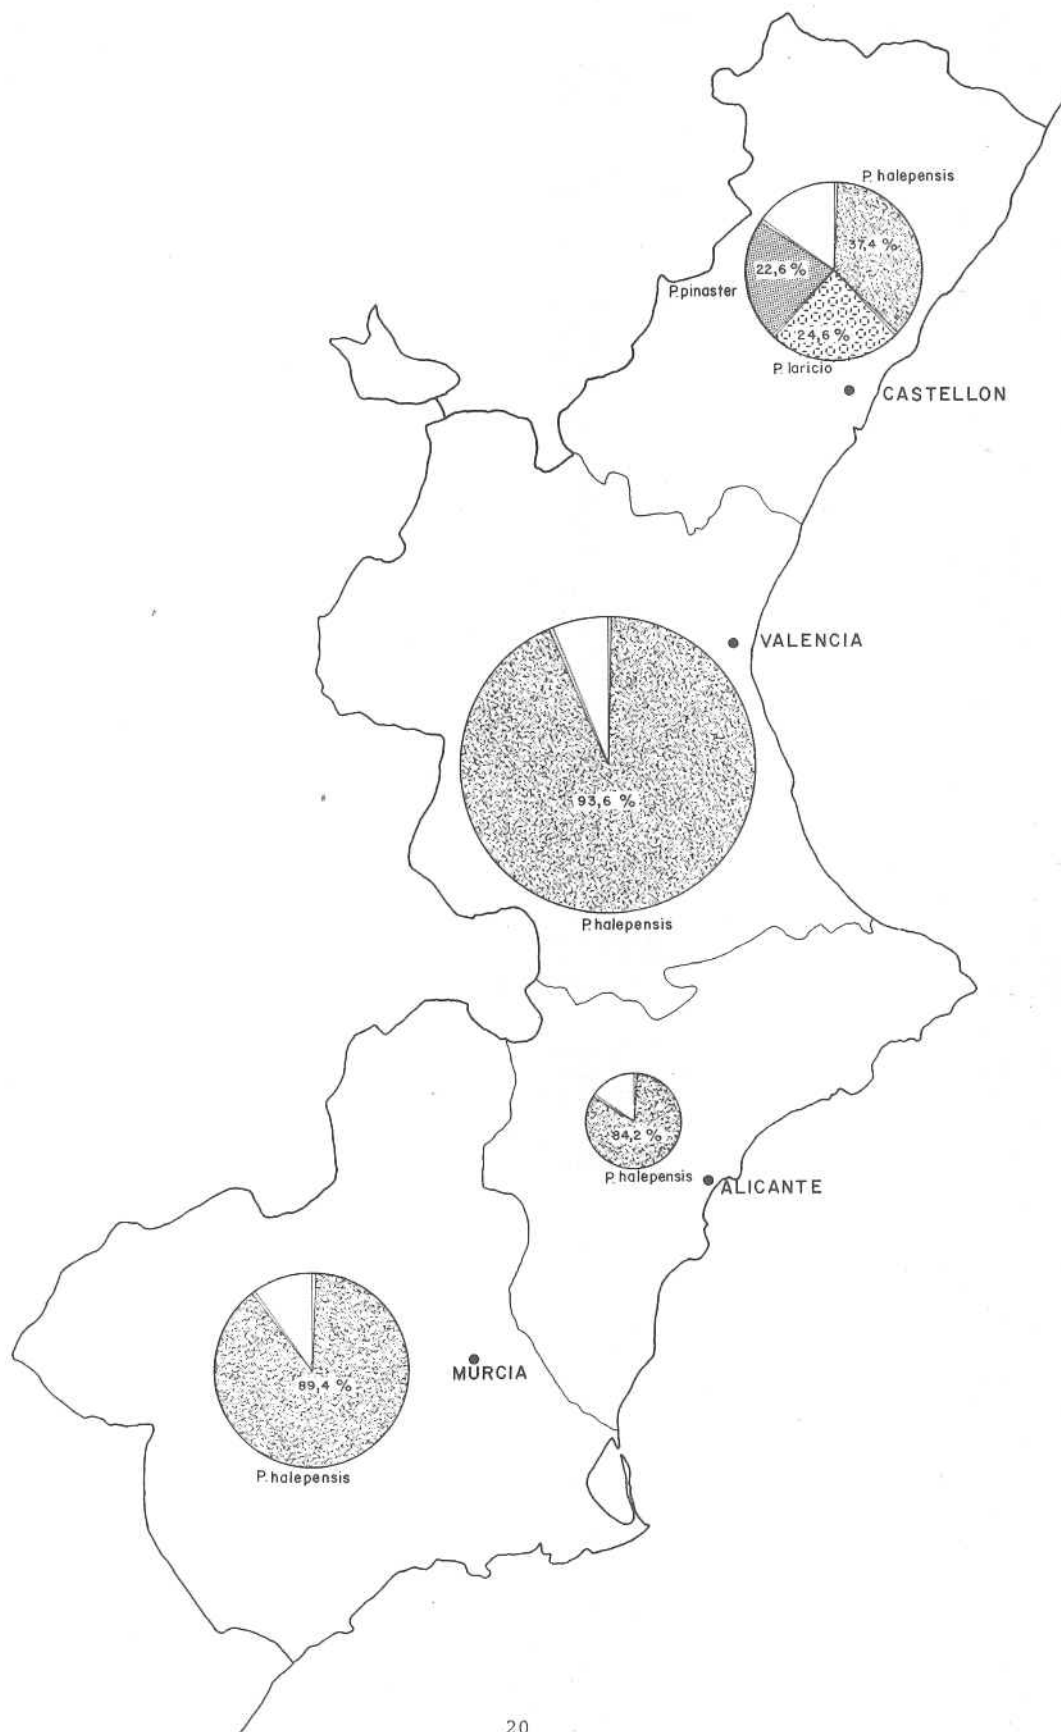 P. halepensis
37,4 %
22,6 %
P. pinaster
24,6 %
P. laricio
CASTELLON
VALENCIA
93,6 %
P. halepensis
84,2 %
P. halepensis
ALICANTE
MURCIA
89,4 %
P. halepensis
20